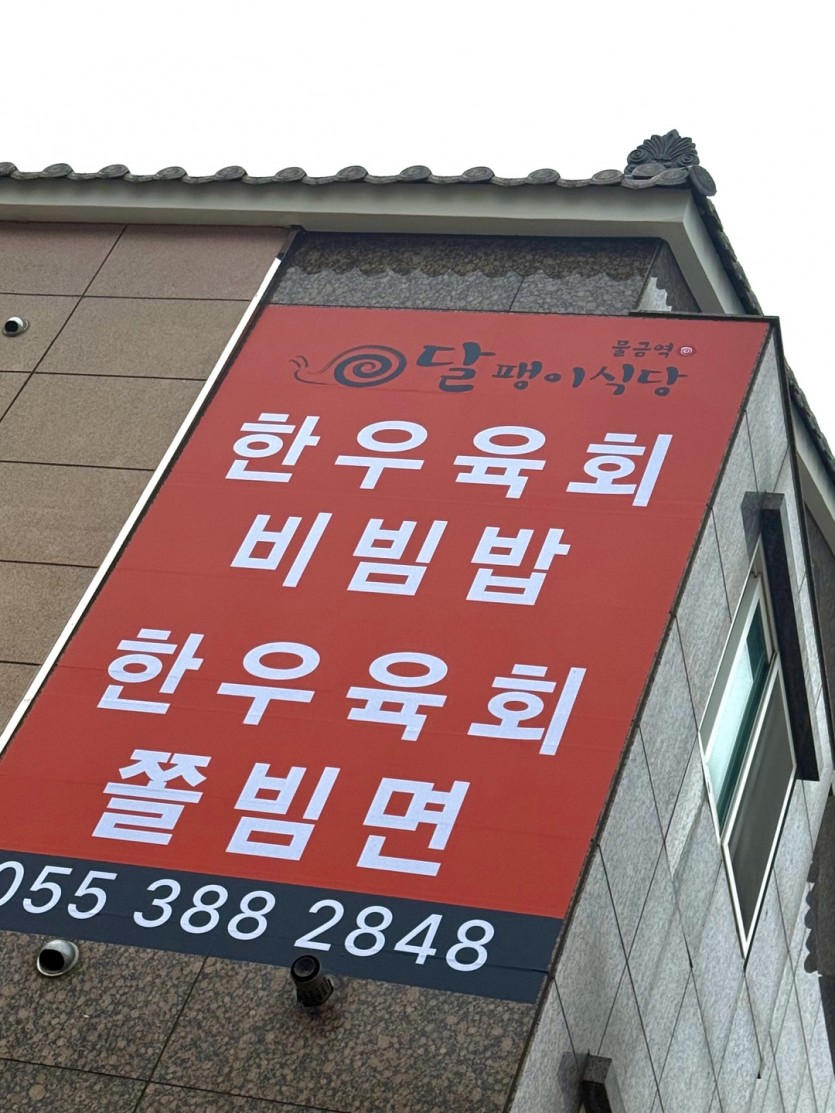 물금역
달팽이식당
한우육회
비빔밥
한우육회
쫄빔면
055 388 2848